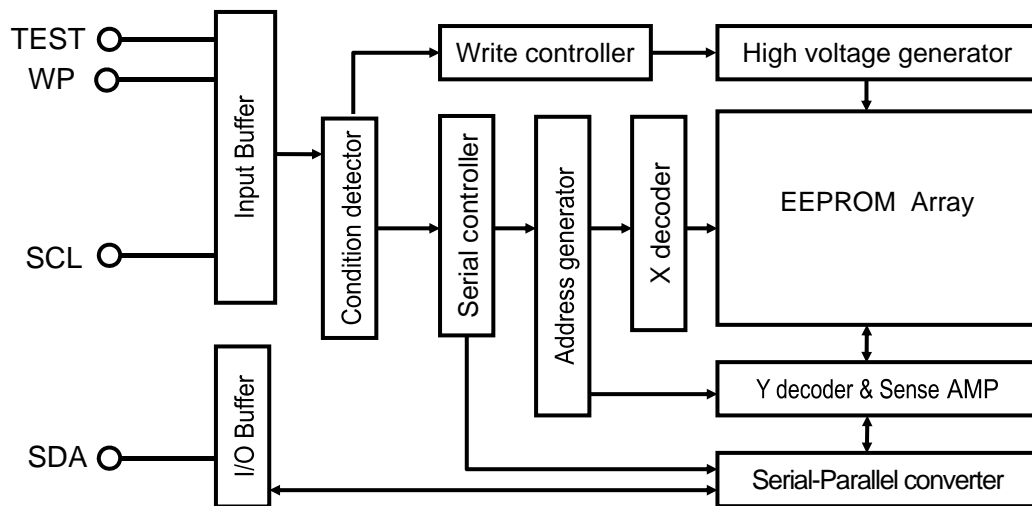 TEST
WP
SCL
SDA
Input Buffer
I/O Buffer
Condition detector
Write controller
High voltage generator
Serial controller
Address generator
X decoder
EEPROM Array
Y decoder & Sense AMP
Serial-Parallel converter